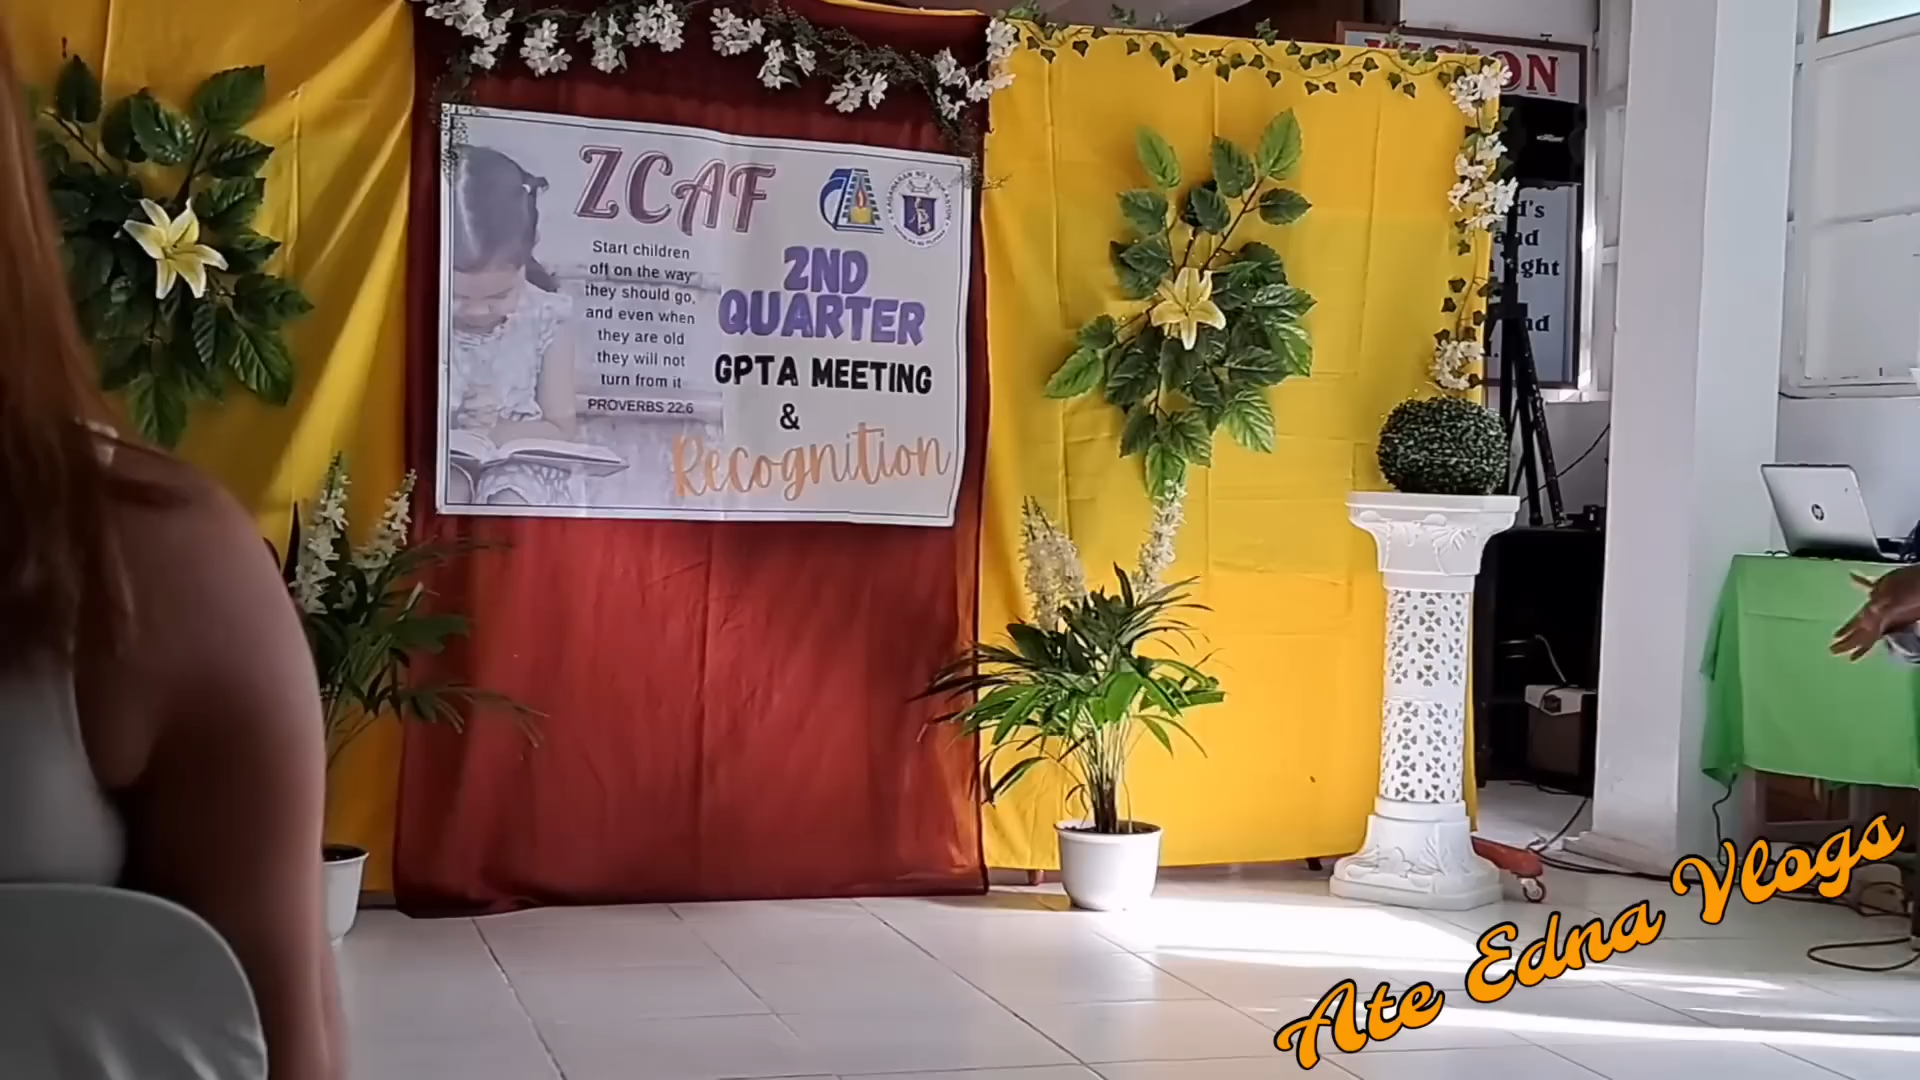 ZCAF
Start children
off on the way
they should go,
and even when
they are old
they will not
turn from it
PROVERBS 22:6
2ND
QUARTER
GPTA MEETING
&
Recognition
hp
Ate Edna Vlogs